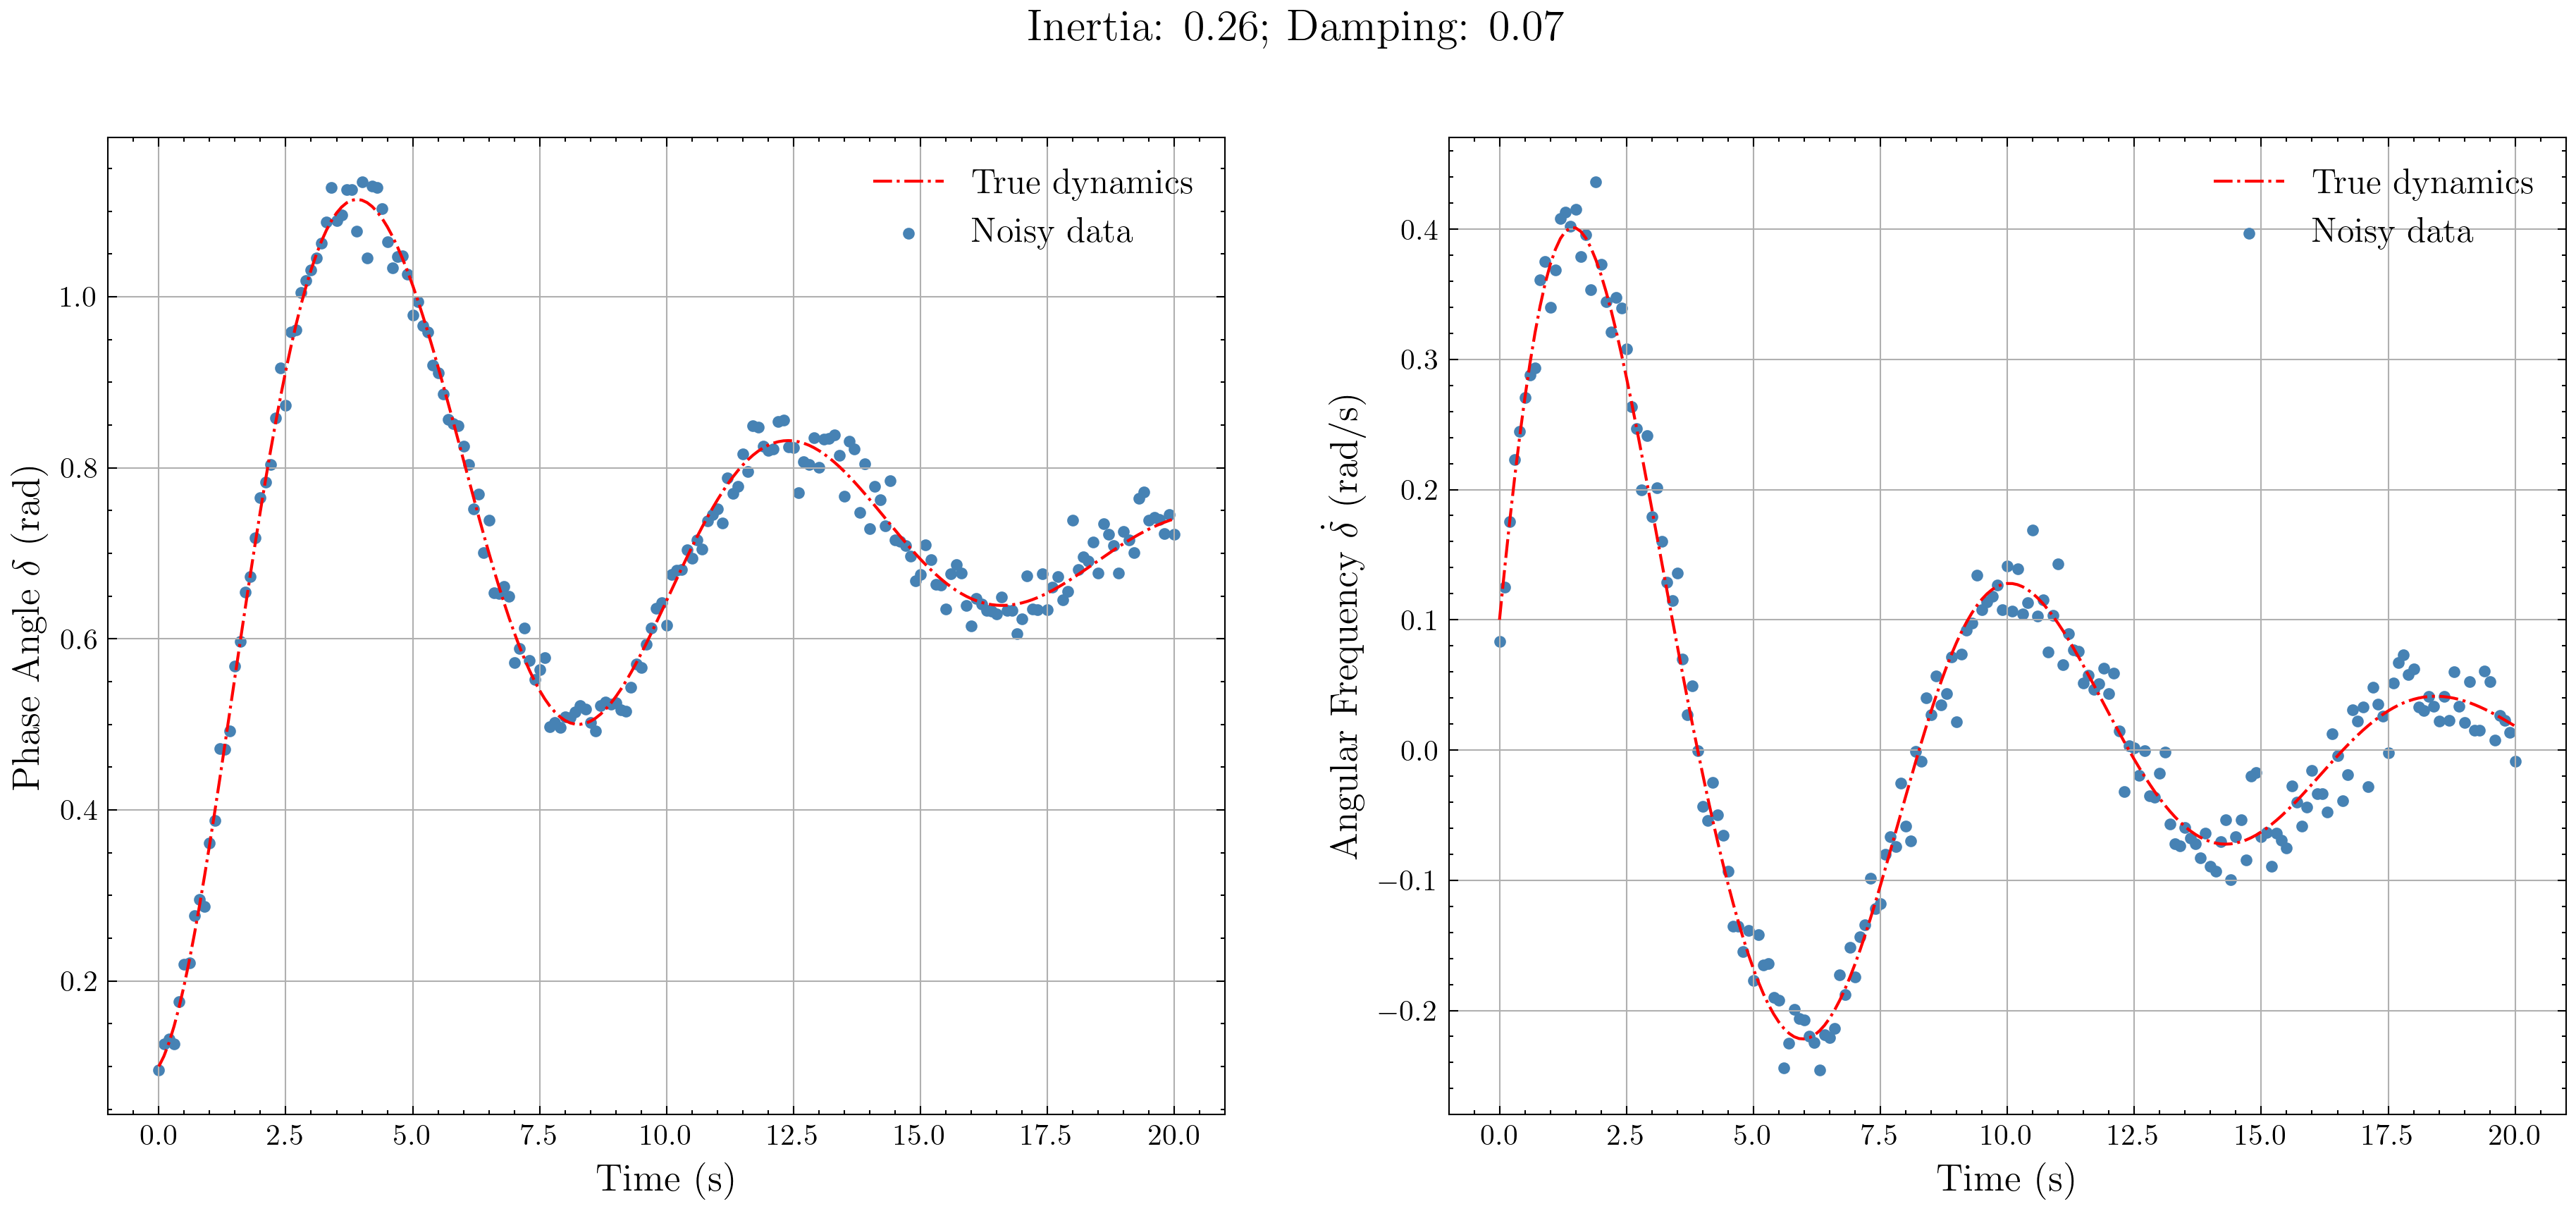 Inertia: 0.26; Damping: 0.07
Phase Angle δ (rad)
1.0
0.8
0.6
0.4
0.2
True dynamics
Noisy data
0.0 2.5 5.0 7.5 10.0 12.5 15.0 17.5 20.0
Time (s)
Angular Frequency δ̇ (rad/s)
0.4
0.3
0.2
0.1
0.0
−0.1
−0.2
True dynamics
Noisy data
0.0 2.5 5.0 7.5 10.0 12.5 15.0 17.5 20.0
Time (s)